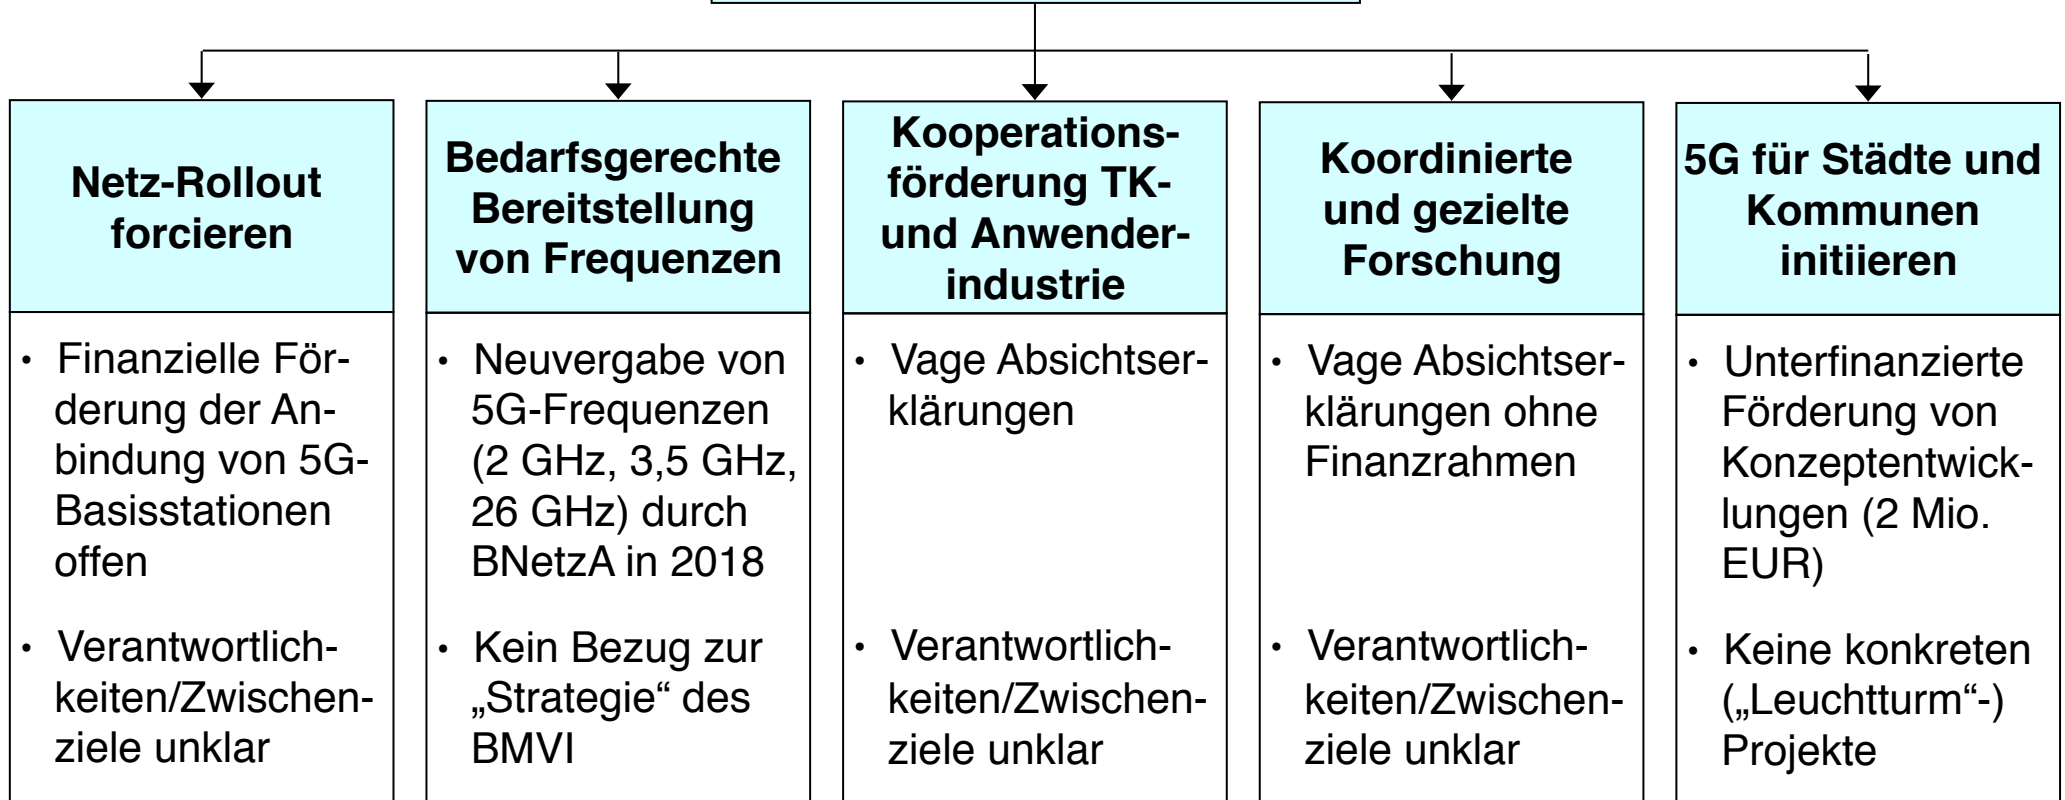 Netz-Rollout
forcieren
• Finanzielle För-
derung der An-
bindung von 5G-
Basisstationen
offen
• Verantwortlich-
keiten/Zwischen-
ziele unklar
Bedarfsgerechte
Bereitstellung
von Frequenzen
• Neuvergabe von
5G-Frequenzen
(2 GHz, 3,5 GHz,
26 GHz) durch
BNetzA in 2018
• Kein Bezug zur
„Strategie“ des
BMVI
Kooperations-
förderung TK-
und Anwender-
industrie
• Vage Absichtser-
klärungen
• Verantwortlich-
keiten/Zwischen-
ziele unklar
Koordinierte
und gezielte
Forschung
• Vage Absichtser-
klärungen ohne
Finanzrahmen
• Verantwortlich-
keiten/Zwischen-
ziele unklar
5G für Städte und
Kommunen
initiieren
• Unterfinanzierte
Förderung von
Konzeptentwick-
lungen (2 Mio.
EUR)
• Keine konkreten
(„Leuchtturm“-)
Projekte